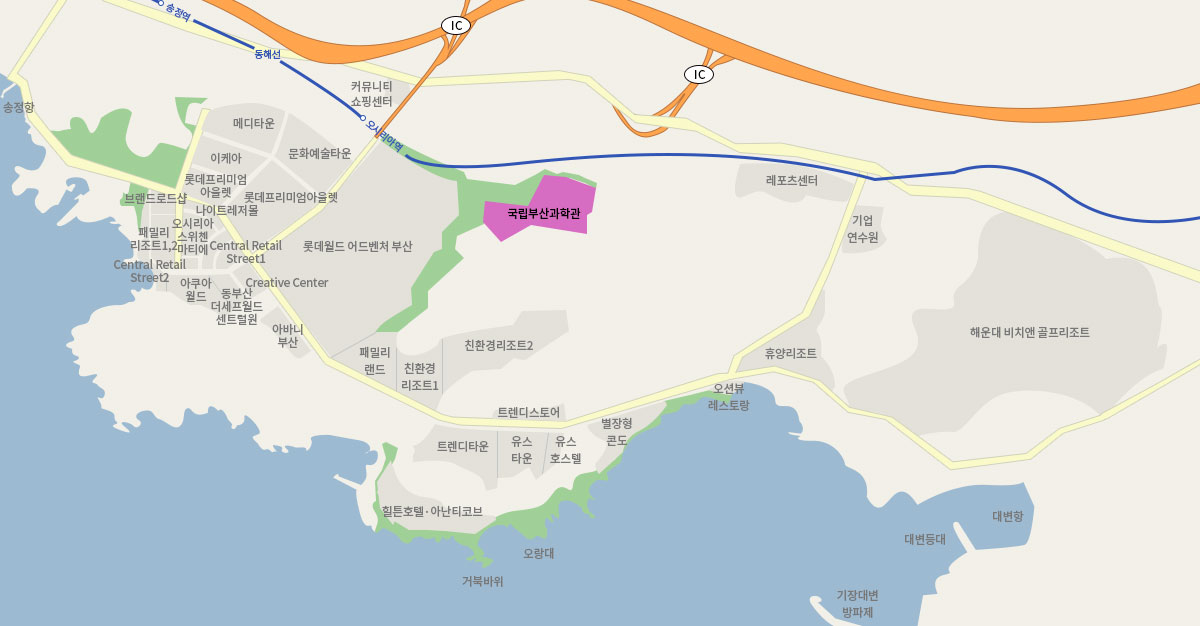 송정역
IC
동해선
IC
커뮤니티
쇼핑센터
송정항
오시리아역
메디타운
이케아
문화예술타운
레포츠센터
롯데프리미엄
아울렛
브랜드로드샵
롯데프리미엄아울렛
나이트레저몰
국립부산과학관
오시리아
스위첸
마티에
패밀리
리조트1,2
Central Retail
Street1
롯데월드 어드벤처 부산
기업
연수원
Central Retail
Street2
아쿠아
월드
Creative Center
동부산
더세프월드
센트럴원
아바니
부산
해운대 비치앤 골프리조트
친환경리조트2
패밀리
랜드
친환경
리조트1
휴양리조트
오션뷰
레스토랑
트렌디스토어
별장형
콘도
트렌디타운
유스
타운
유스
호스텔
힐튼호텔·아난티코브
대변항
대변등대
오랑대
거북바위
기장대변
방파제